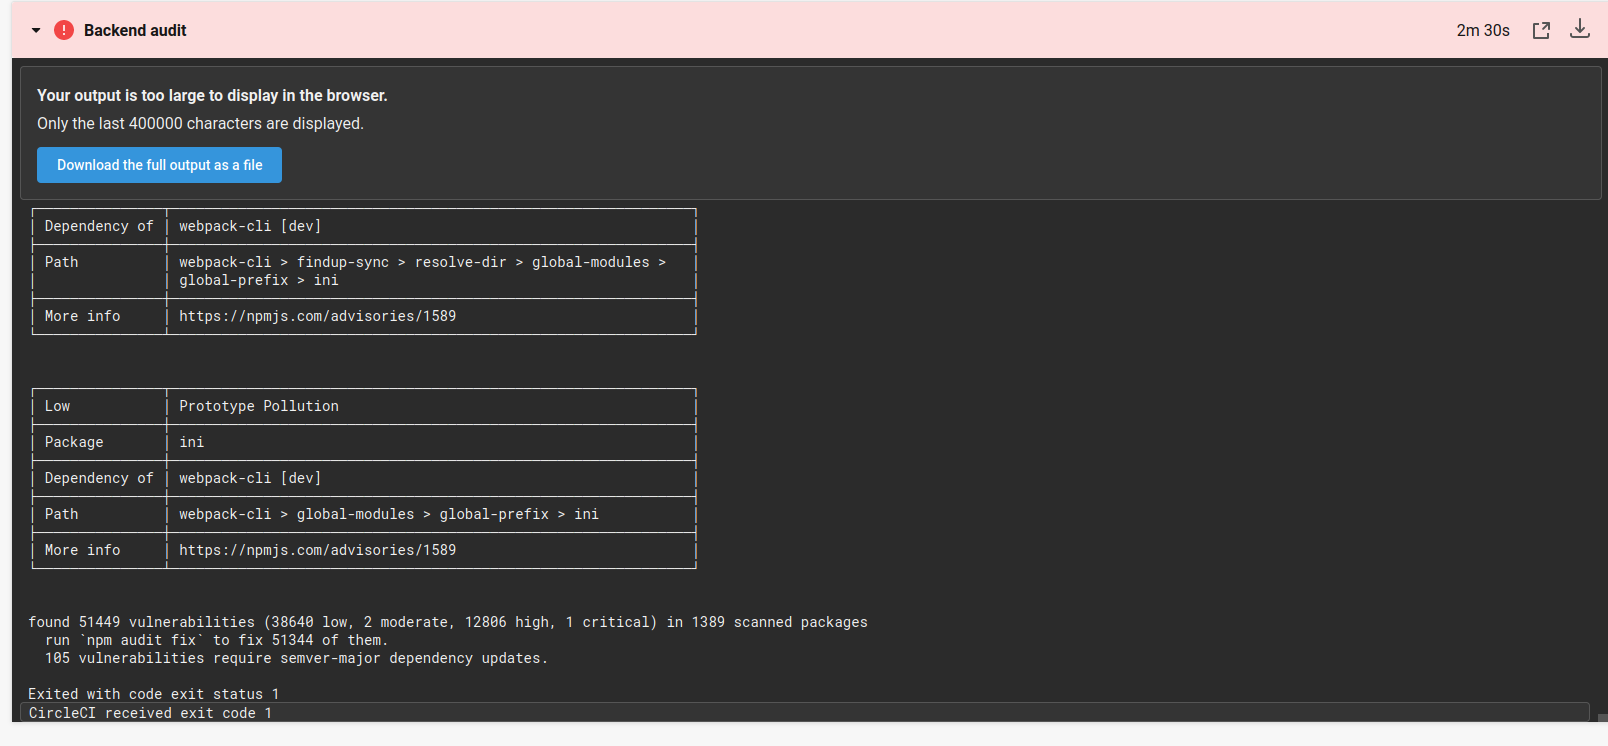 Backend audit
2m 30s
Your output is too large to display in the browser.
Only the last 400000 characters are displayed.
Download the full output as a file
Dependency of webpack-cli [dev]
Path webpack-cli > findup-sync > resolve-dir > global-modules >
global-prefix > ini
More info https://npmjs.com/advisories/1589
Low Prototype Pollution
Package ini
Dependency of webpack-cli [dev]
Path webpack-cli > global-modules > global-prefix > ini
More info https://npmjs.com/advisories/1589
found 51449 vulnerabilities (38640 low, 2 moderate, 12806 high, 1 critical) in 1389 scanned packages
run `npm audit fix` to fix 51344 of them.
105 vulnerabilities require semver-major dependency updates.
Exited with code exit status 1
CircleCI received exit code 1